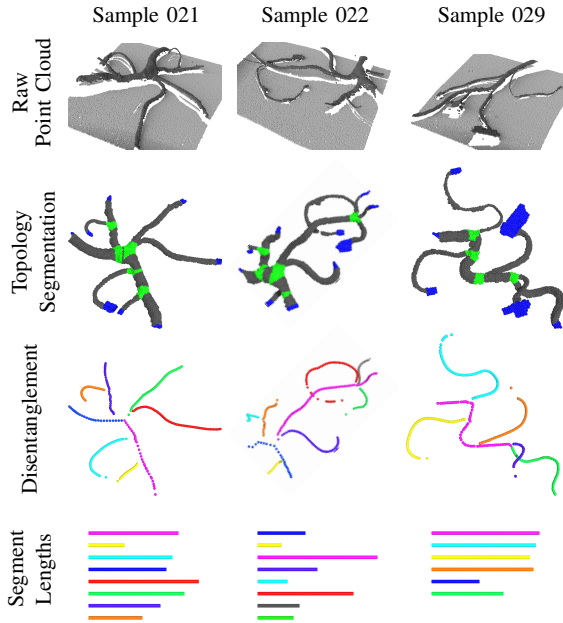 Sample 021 Sample 022 Sample 029
Raw
Point Cloud
Topology
Segmentation
Disentanglement
Segment
Lengths